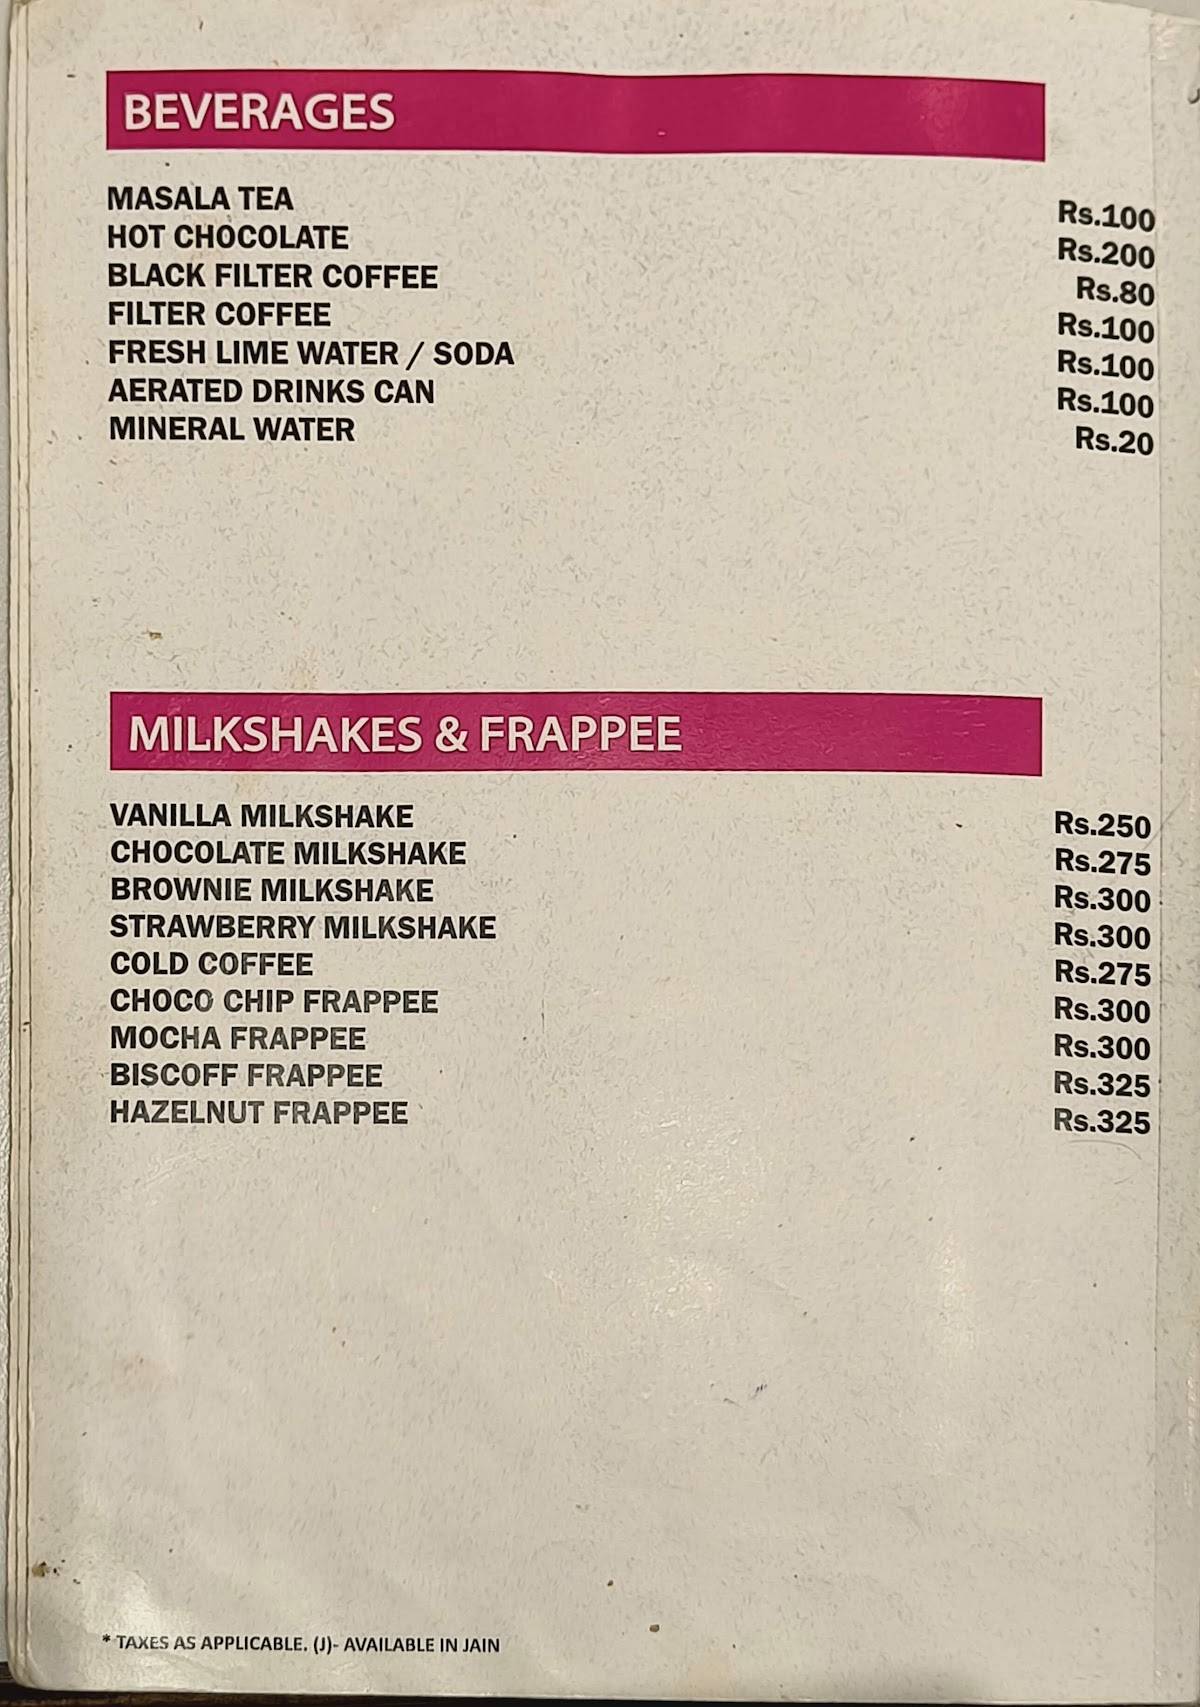 BEVERAGES
MASALA TEA Rs.100
HOT CHOCOLATE Rs.200
BLACK FILTER COFFEE Rs.80
FILTER COFFEE Rs.100
FRESH LIME WATER / SODA Rs.100
AERATED DRINKS CAN Rs.100
MINERAL WATER Rs.20
MILKSHAKES & FRAPPEE
VANILLA MILKSHAKE Rs.250
CHOCOLATE MILKSHAKE Rs.275
BROWNIE MILKSHAKE Rs.300
STRAWBERRY MILKSHAKE Rs.300
COLD COFFEE Rs.275
CHOCO CHIP FRAPPEE Rs.300
MOCHA FRAPPEE Rs.300
BISCOFF FRAPPEE Rs.325
HAZELNUT FRAPPEE Rs.325
* TAXES AS APPLICABLE. (J)- AVAILABLE IN JAIN